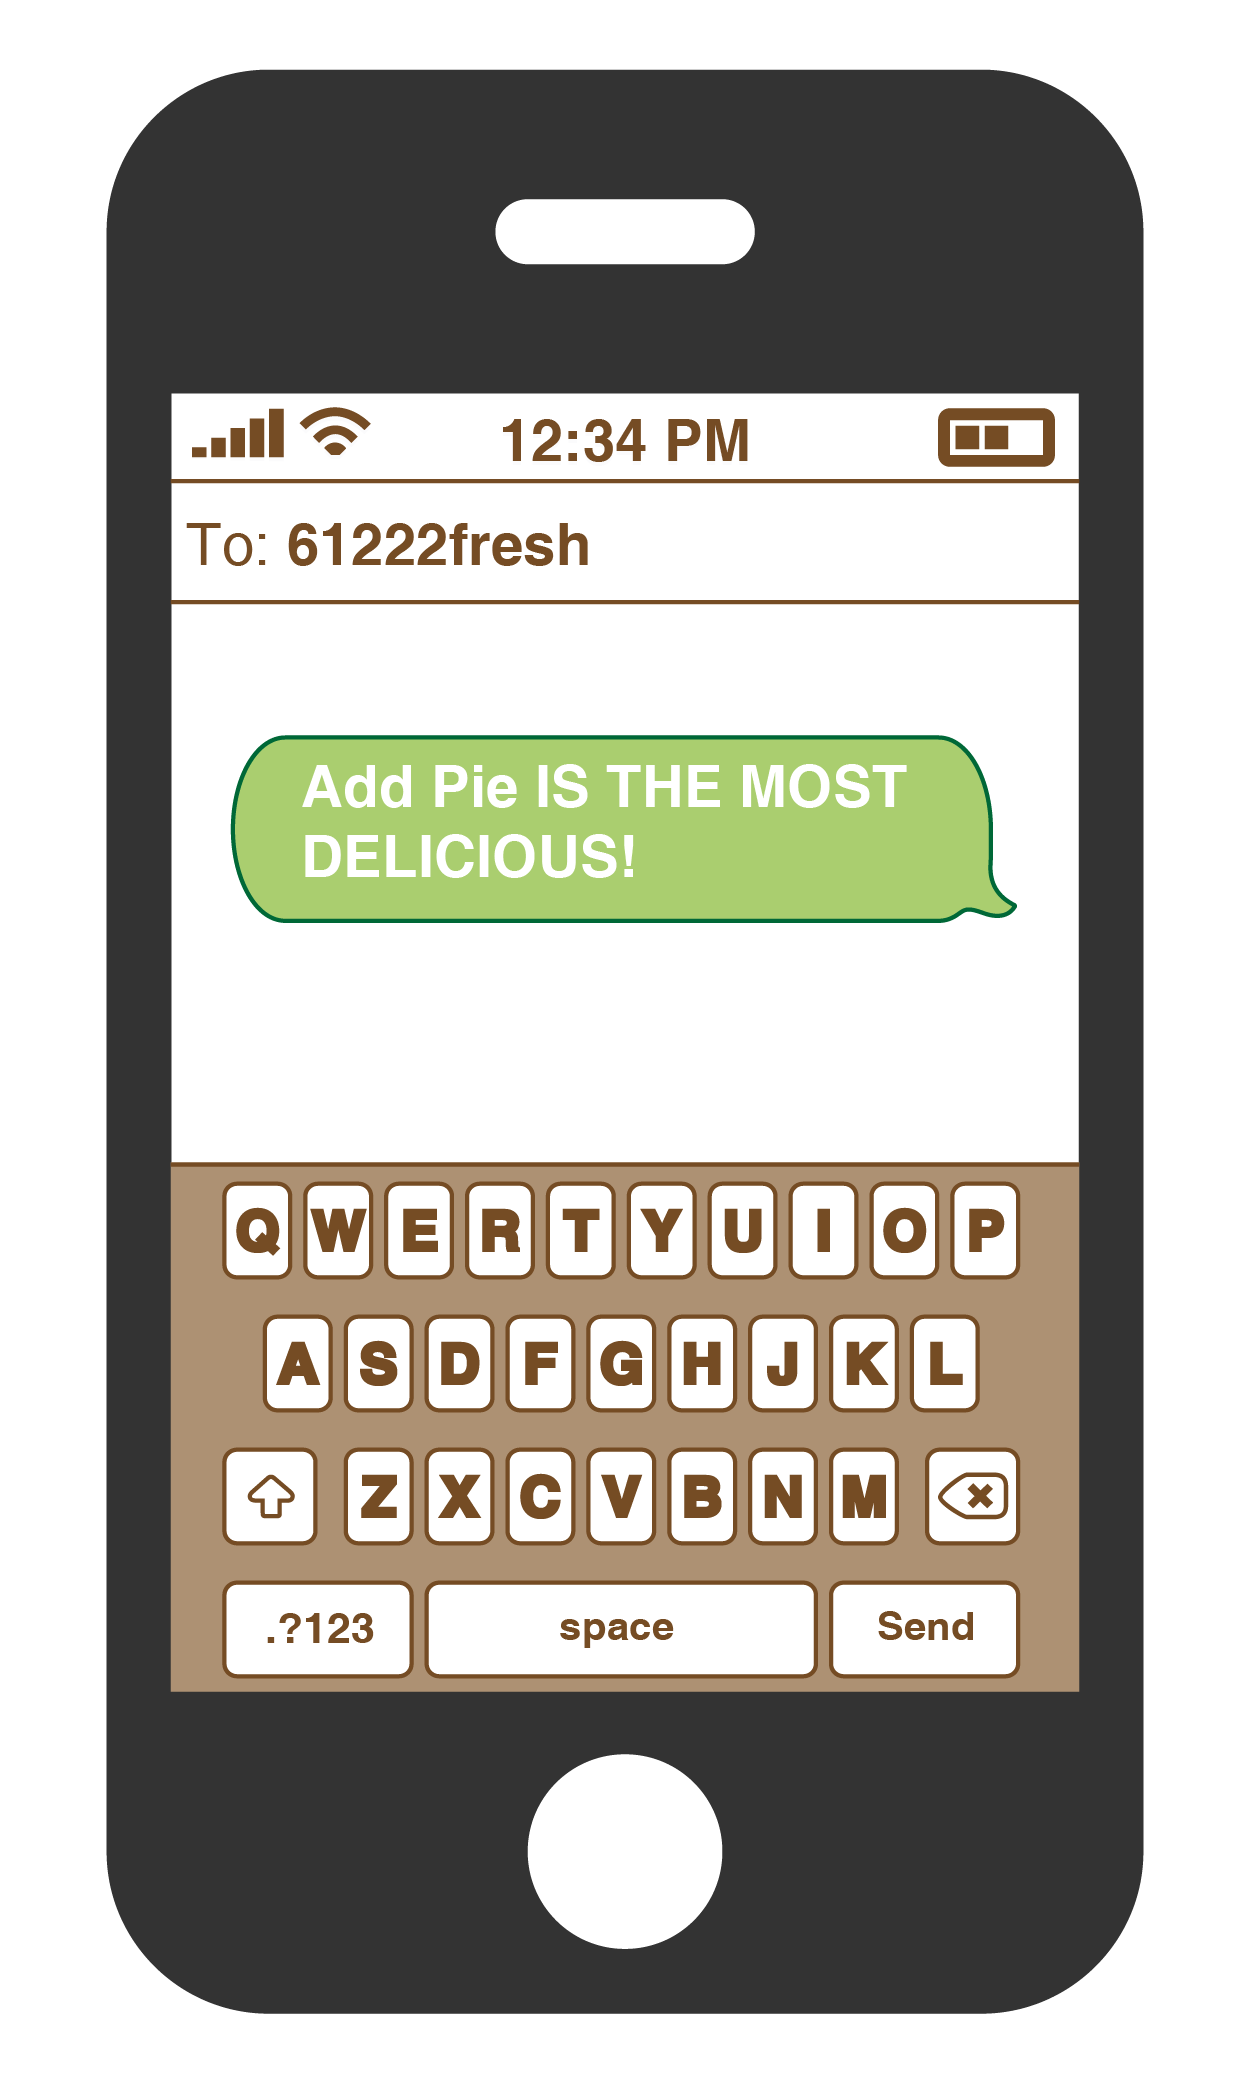 12:34 PM
To: 61222fresh
Add Pie IS THE MOST
DELICIOUS!
Q W E R T Y U I O P
A S D F G H J K L
Z X C V B N M
.?123 space Send